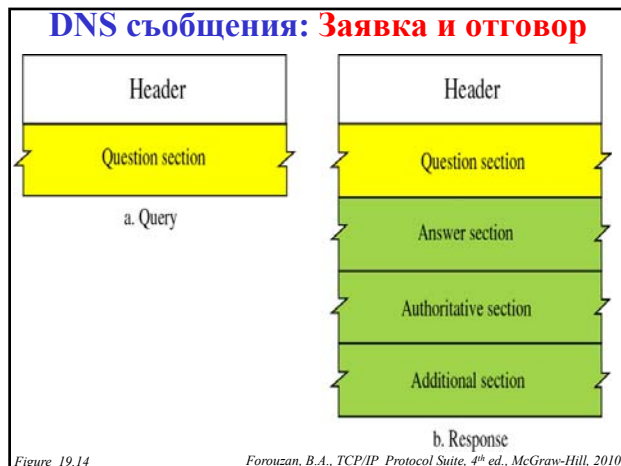 DNS съобщения: Заявка и отговор
Header
Question section
a. Query
Header
Question section
Answer section
Authoritative section
Additional section
b. Response
Figure 19.14
Forouzan, B.A., TCP/IP Protocol Suite, 4th ed., McGraw-Hill, 2010